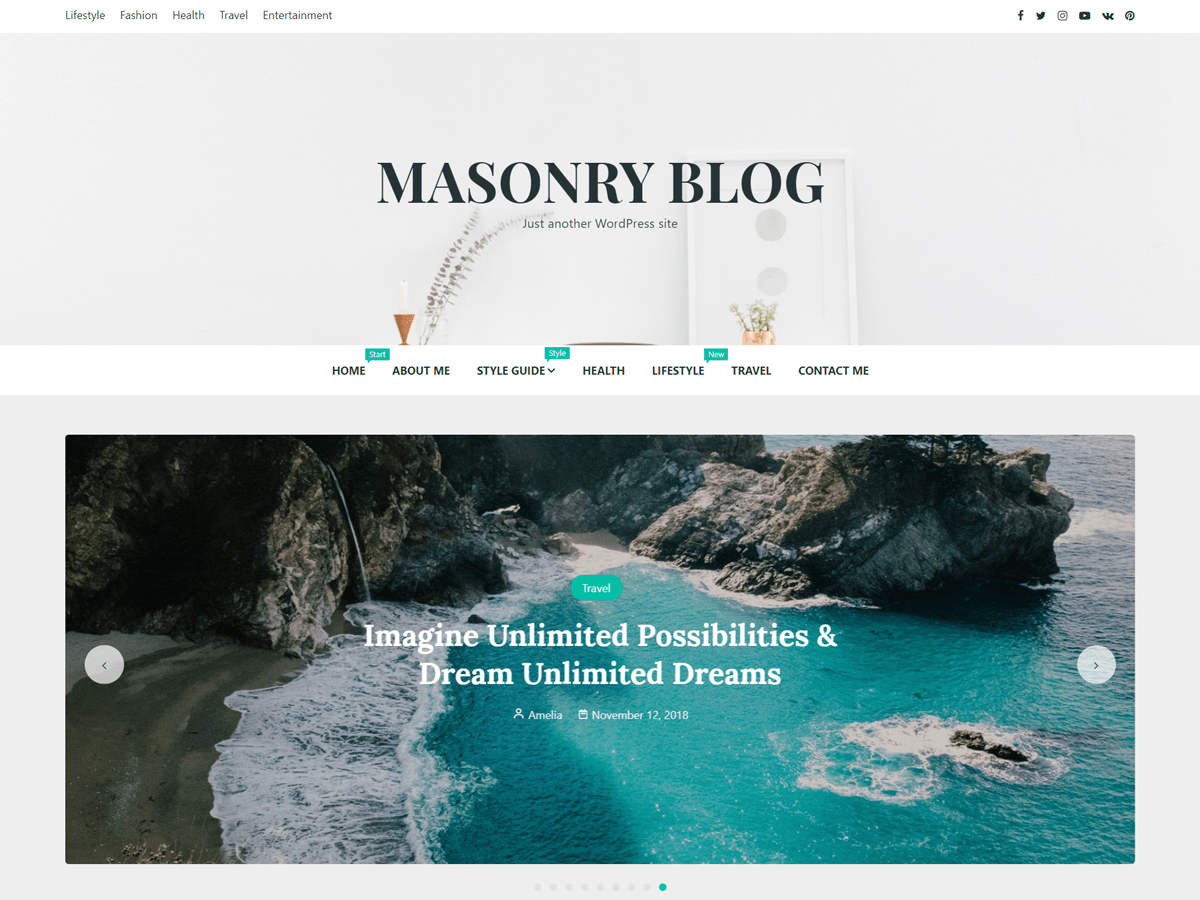 Lifestyle Fashion Health Travel Entertainment
MASONRY BLOG
Just another WordPress site
Start Style New
HOME ABOUT ME STYLE GUIDE HEALTH LIFESTYLE TRAVEL CONTACT ME
Travel
Imagine Unlimited Possibilities &
Dream Unlimited Dreams
Amelia November 12, 2018